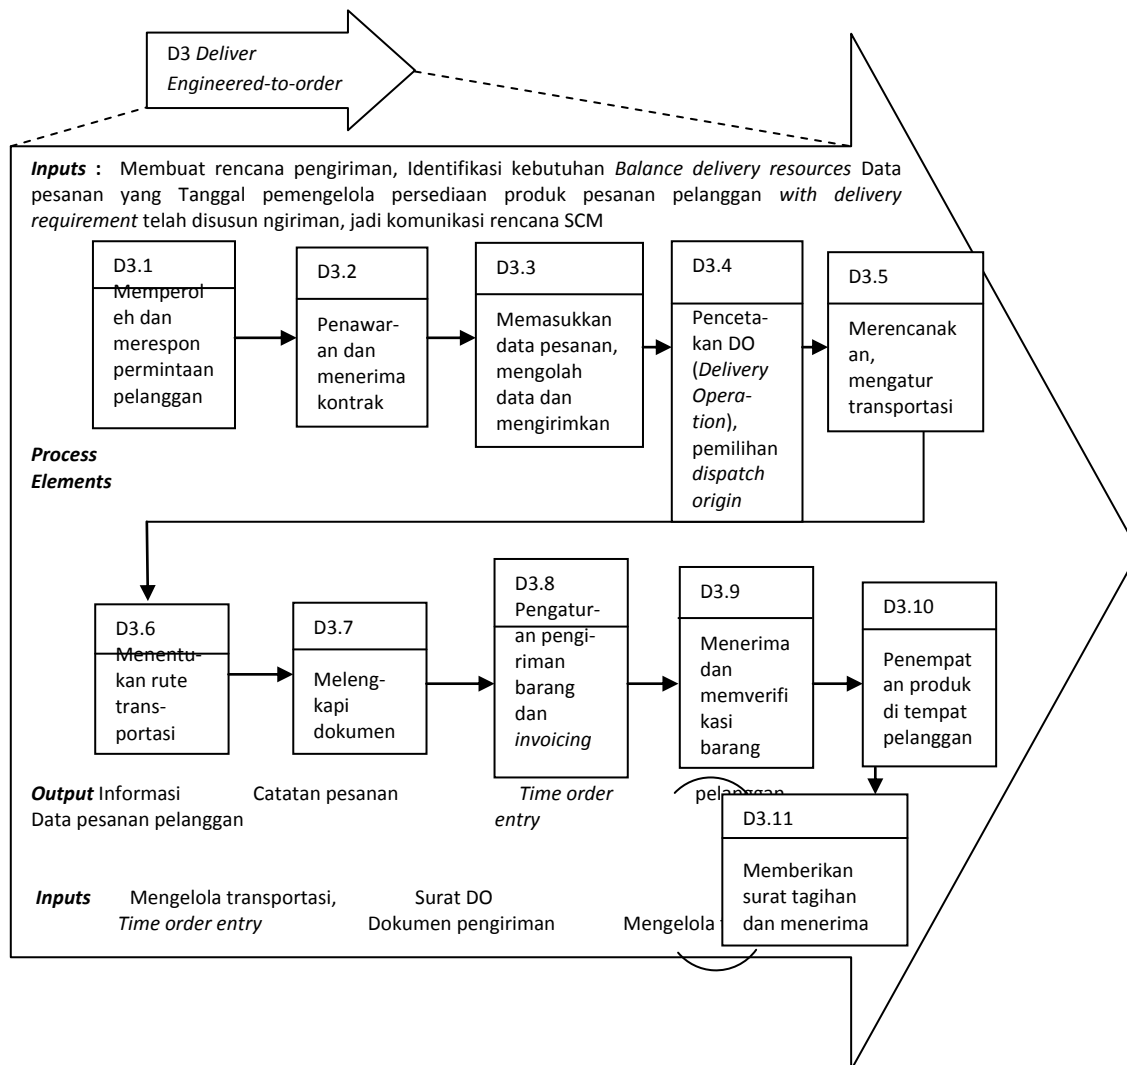 D3 Deliver
Engineered-to-order
Inputs : Membuat rencana pengiriman, Identifikasi kebutuhan Balance delivery resources Data
pesanan yang Tanggal pemengelola persediaan produk pesanan pelanggan with delivery
requirement telah disusun ngiriman, jadi komunikasi rencana SCM
D3.1
Memperol
eh dan
merespon
permintaan
pelanggan
D3.2
Penawar-
an dan
menerima
kontrak
D3.3
Memasukkan
data pesanan,
mengolah
data dan
mengirimkan
D3.4
Penceta-
kan DO
(Delivery
Opera-
tion),
pemilihan
dispatch
origin
D3.5
Merencanak
an,
mengatur
transportasi
Process
Elements
D3.6
Menentu-
kan rute
trans-
portasi
D3.7
Meleng-
kapi
dokumen
D3.8
Pengatur-
an pengi-
riman
barang
dan
invoicing
D3.9
Menerima
dan
memverifi
kasi
barang
D3.10
Penempat
an produk
di tempat
pelanggan
Output Informasi Catatan pesanan Time order pelanggan
Data pesanan pelanggan entry
D3.11
Memberikan
surat tagihan
dan menerima
Inputs Mengelola transportasi, Surat DO
Time order entry Dokumen pengiriman Mengelola